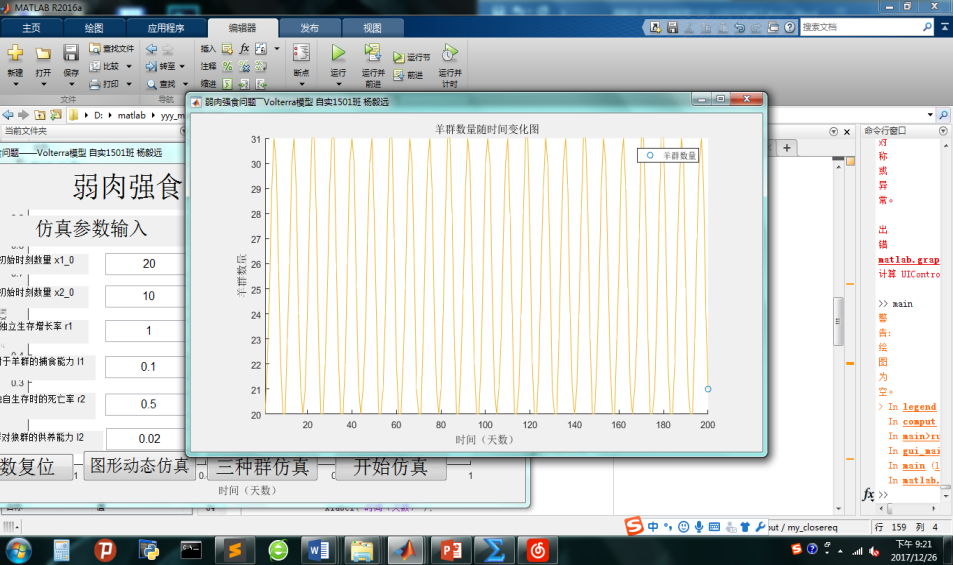 MATLAB R2016a
主页 绘图 应用程序 编辑器 发布 视图
搜索文档
新建 打开 保存 查找文件 比较 打印 转至 查找 插入 fx 注释 缩进 断点 运行 运行并前进 运行节 前进 运行并计时
文件 导航
D: matlab yyy_m
当前文件夹
命令行窗口
问题——Volterra模型 自实1501班 杨毅远
弱肉强食
仿真参数输入
初始时刻数量 x1_0 20
初始时刻数量 x2_0 10
独立生存增长率 r1 1
于羊群的捕食能力 l1 0.1
自生存时的死亡率 r2 0.5
对狼群的供养能力 l2 0.02
数复位 图形动态仿真 三种群仿真 开始仿真
时间（天数）
弱肉强食问题——Volterra模型 自实1501班 杨毅远
羊群数量随时间变化图
羊群数量
31
30
29
28
27
26
25
24
23
22
21
20
羊群数量
20 40 60 80 100 120 140 160 180 200
时间（天数）
称
或
异
常。
出
错
matlab.grap
计算 UIContro
>> main
警
告:
绘
图
为
空。
> In legend
In comput
In main>ru
In gui_mai
In main (l
In matlab.
fx >>
中
out / my_closereq
行 159 列 4
下午 9:21
2017/12/26